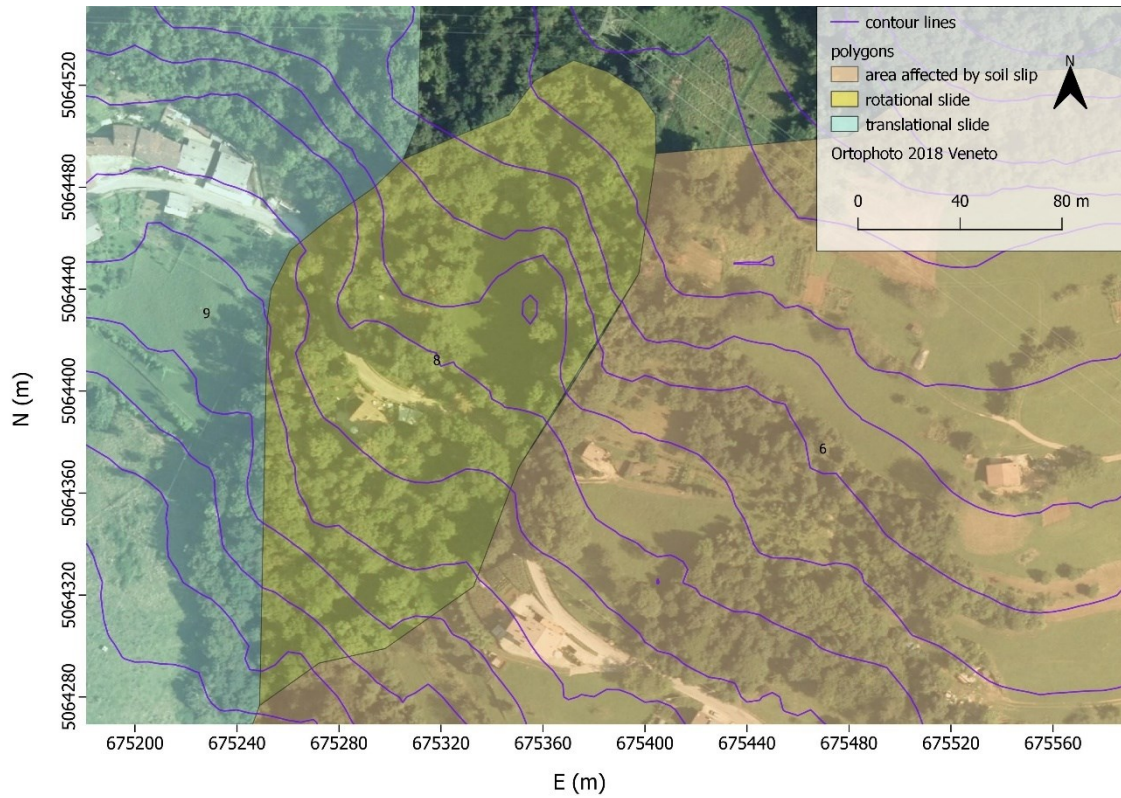 contour lines
polygons
area affected by soil slip
rotational slide
translational slide
Ortophoto 2018 Veneto
0 40 80 m
N
9
8
6
N (m)
5064520
5064480
5064440
5064400
5064360
5064320
5064280
675200 675240 675280 675320 675360 675400 675440 675480 675520 675560
E (m)